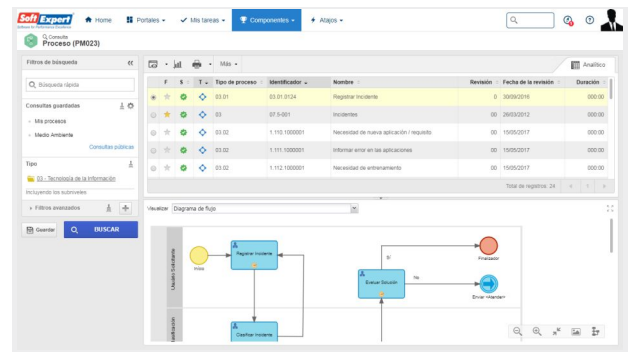 Soft Expert
Home
Portales
Mis tareas
Componentes
Atajos
Consulta
Proceso (PM023)
Filtros de búsqueda
Búsqueda rápida
Consultas guardadas
Mis procesos
Medio Ambiente
Consultas públicas
Tipo
03 - Tecnología de la Información
Incluyendo los subniveles
Filtros avanzados
Guardar
BUSCAR
Más
Analítico
F S T Tipo de proceso Identificador Nombre Revisión Fecha de la revisión Duración
03.01 03.01.0124 Registrar Incidente 0 30/09/2016 000:00
03 07.5-001 Incidentes 00 28/03/2012 000:00
03.02 1.110.1000001 Necesidad de nueva aplicación / requisito 00 15/05/2017 000:00
03.02 1.111.1000001 Informar error en las aplicaciones 00 15/05/2017 000:00
03.02 1.112.1000001 Necesidad de entrenamiento 00 15/05/2017 000:00
Total de registros: 24
Visualizar Diagrama de flujo
Usuario Solicitante
Inicio
Registrar Incidente
Evaluar Solución
Sí
No
Finalizador
Clasificar Incidente